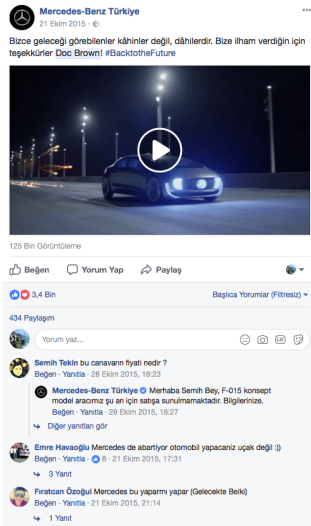 Mercedes-Benz Türkiye
21 Ekim 2015 ·
Bizce geleceği görebilenler kâhinler değil, dâhilerdir. Bize ilham verdiğin için
teşekkürler Doc Brown! #BacktotheFuture
125 Bin Görüntüleme
Beğen Yorum Yap Paylaş
3,4 Bin Başlıca Yorumlar (Filtresiz)
434 Paylaşım
Yorum yaz...
GIF
Semih Tekin bu canavarın fiyati nedir ?
Beğen · Yanıtla · 28 Ekim 2015, 18:23
Mercedes-Benz Türkiye Merhaba Semih Bey, F-015 konsept
model aracımız şu an için satışa sunulmamaktadır. Bilgilerinize.
Beğen · Yanıtla · 29 Ekim 2015, 18:27
Diğer yanıtları gör
Emre Havaoğlu Mercedes de abartiyor otomobil yapacaniz uçak değil :))
Beğen · Yanıtla · 8 · 21 Ekim 2015, 17:31
3 Yanıt
Fıratcan Özoğul Mercedes bu yaparmı yapar (Gelecekte Belki)
Beğen · Yanıtla · 21 Ekim 2015, 21:14
1 Yanıt